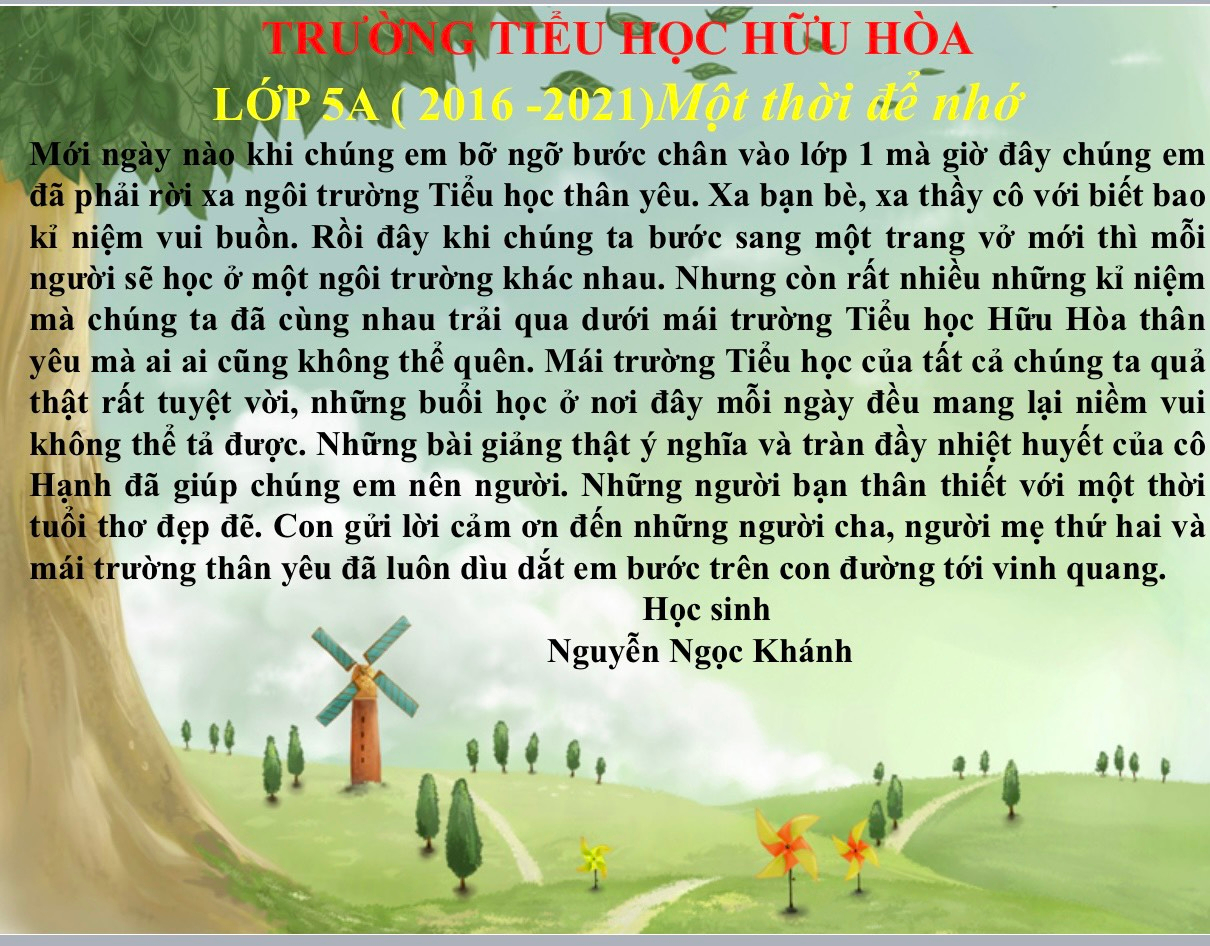 TRƯỜNG TIỂU HỌC HỮU HÒA
LỚP 5A ( 2016 -2021)Một thời để nhớ
Mới ngày nào khi chúng em bỡ ngỡ bước chân vào lớp 1 mà giờ đây chúng em
đã phải rời xa ngôi trường Tiểu học thân yêu. Xa bạn bè, xa thầy cô với biết bao
kỉ niệm vui buồn. Rồi đây khi chúng ta bước sang một trang vở mới thì mỗi
người sẽ học ở một ngôi trường khác nhau. Nhưng còn rất nhiều những kỉ niệm
mà chúng ta đã cùng nhau trải qua dưới mái trường Tiểu học Hữu Hòa thân
yêu mà ai ai cũng không thể quên. Mái trường Tiểu học của tất cả chúng ta quả
thật rất tuyệt vời, những buổi học ở nơi đây mỗi ngày đều mang lại niềm vui
không thể tả được. Những bài giảng thật ý nghĩa và tràn đầy nhiệt huyết của cô
Hạnh đã giúp chúng em nên người. Những người bạn thân thiết với một thời
tuổi thơ đẹp đẽ. Con gửi lời cảm ơn đến những người cha, người mẹ thứ hai và
mái trường thân yêu đã luôn dìu dắt em bước trên con đường tới vinh quang.
Học sinh
Nguyễn Ngọc Khánh